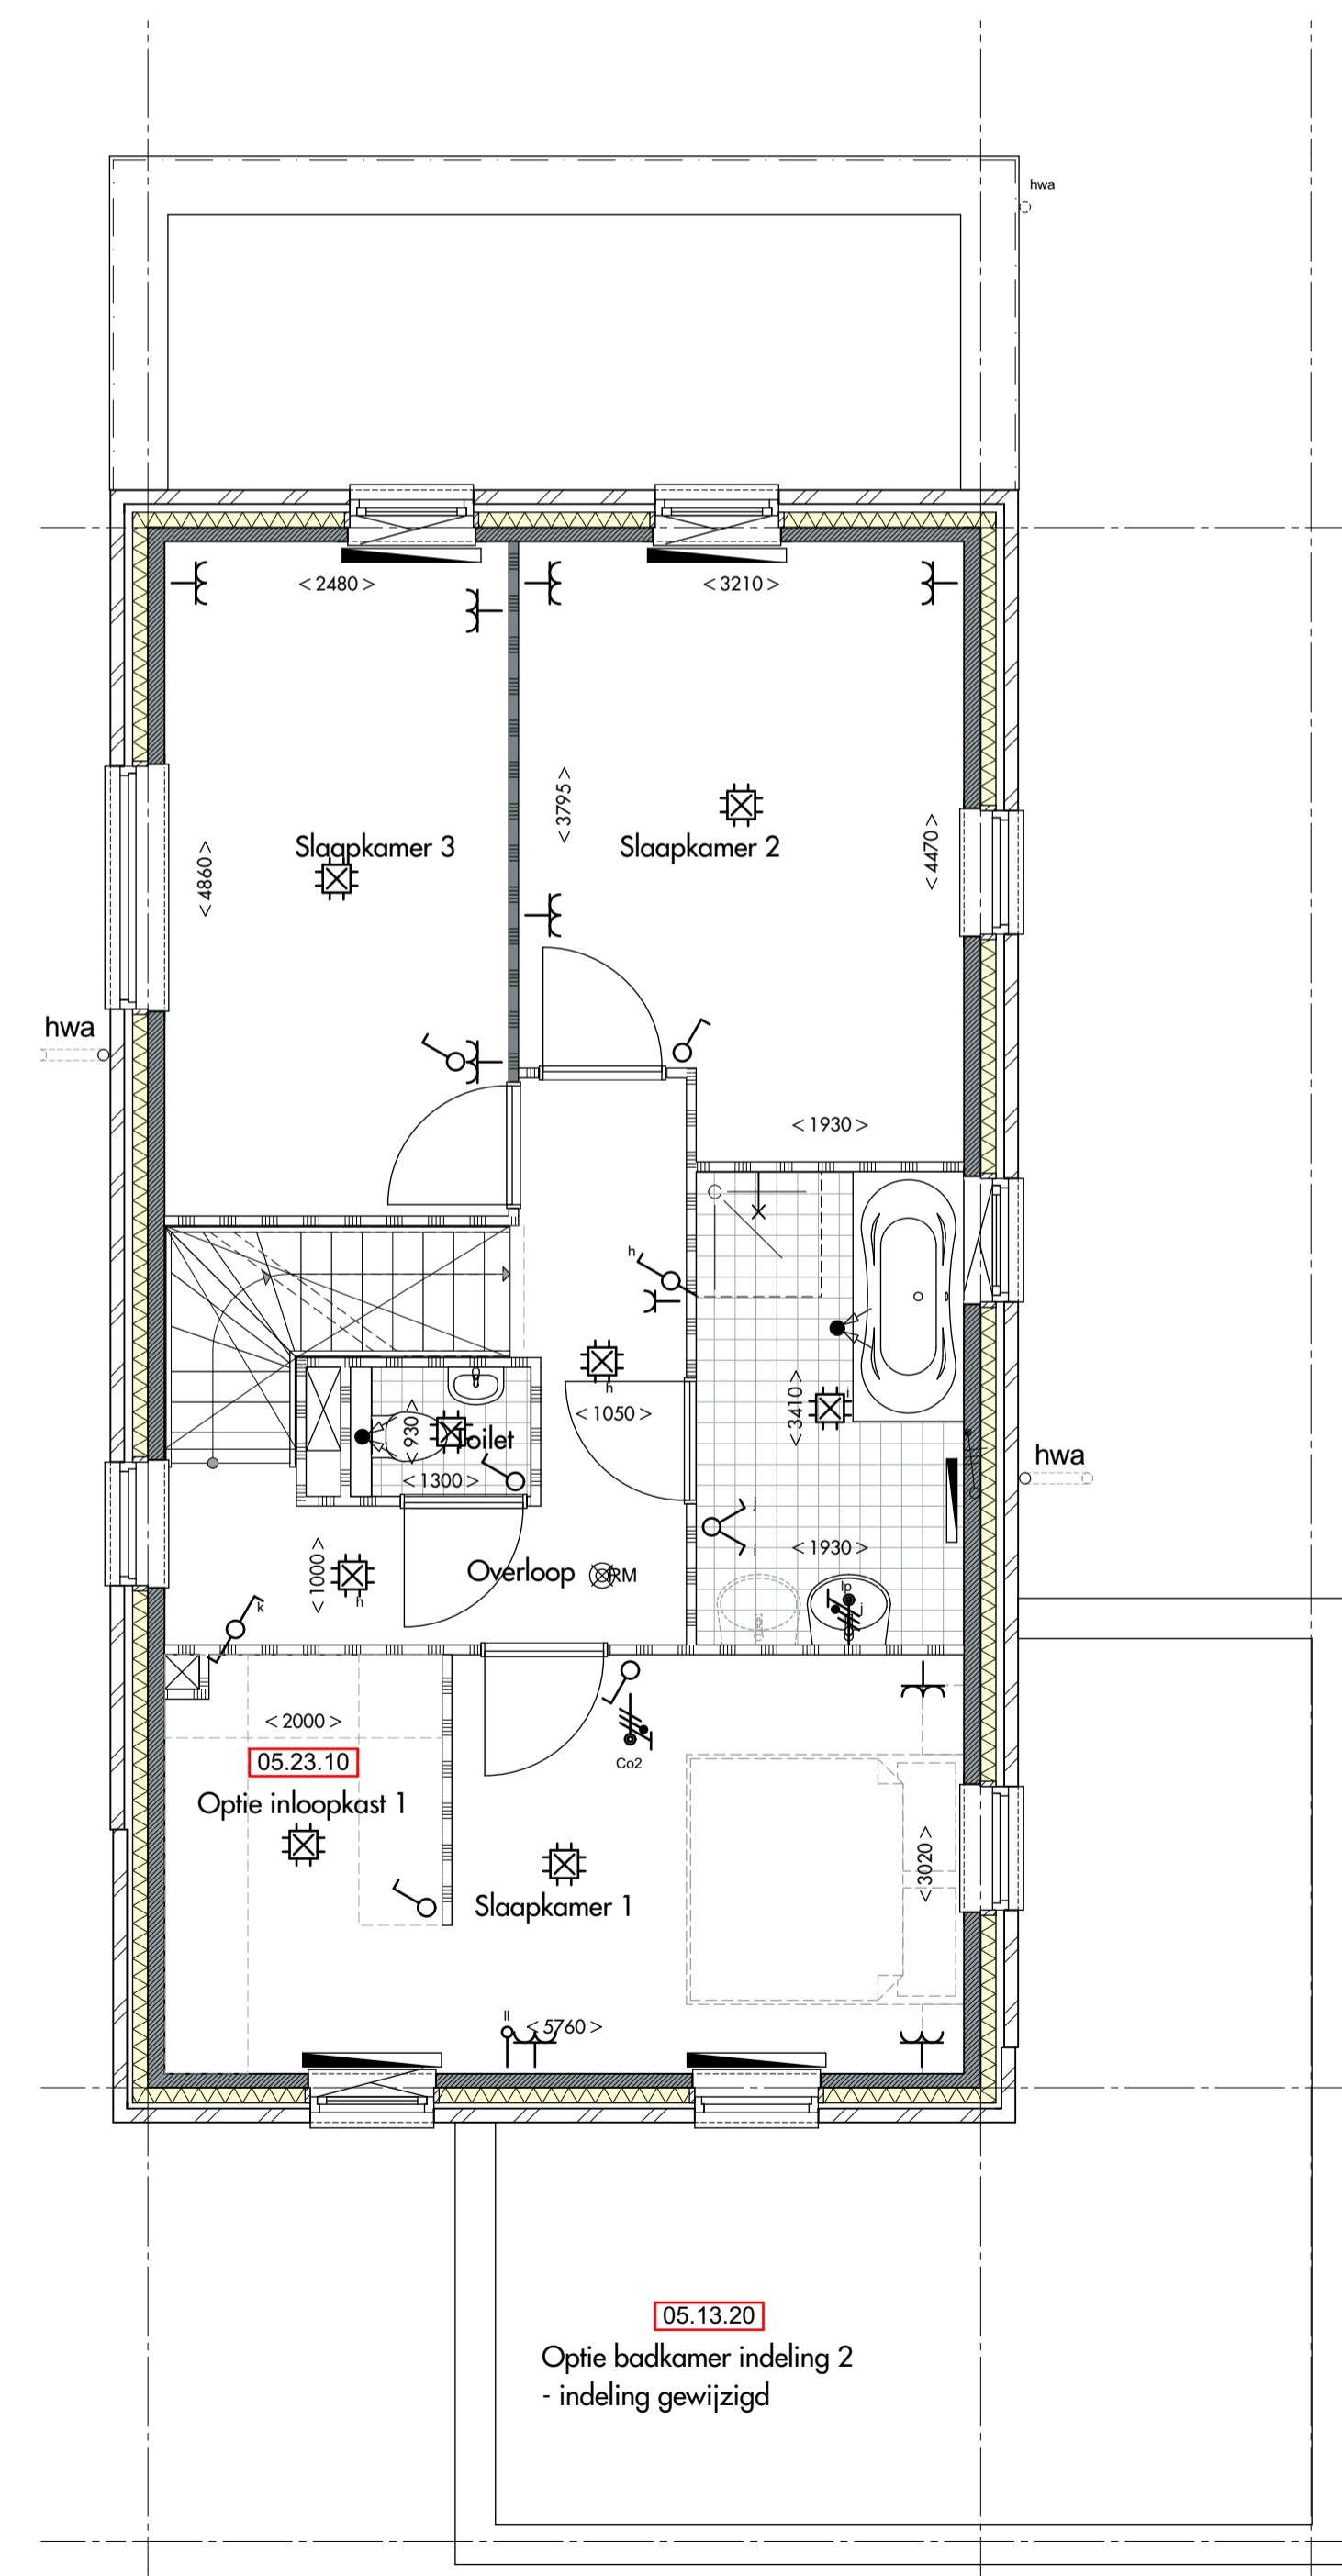 hwa
< 2480 >
< 3210 >
< 3795 >
Slaapkamer 3
Slaapkamer 2
< 4860 >
< 4470 >
hwa
< 1930 >
h
h
< 1050 >
< 3410 >
i
< 930 >
Toilet
< 1300 >
hwa
j
i
< 1930 >
Overloop
RM
< 1000 >
h
lp
j
k
< 2000 >
05.23.10
Co2
Optie inloopkast 1
< 3020 >
Slaapkamer 1
II
< 5760 >
05.13.20
Optie badkamer indeling 2
- indeling gewijzigd